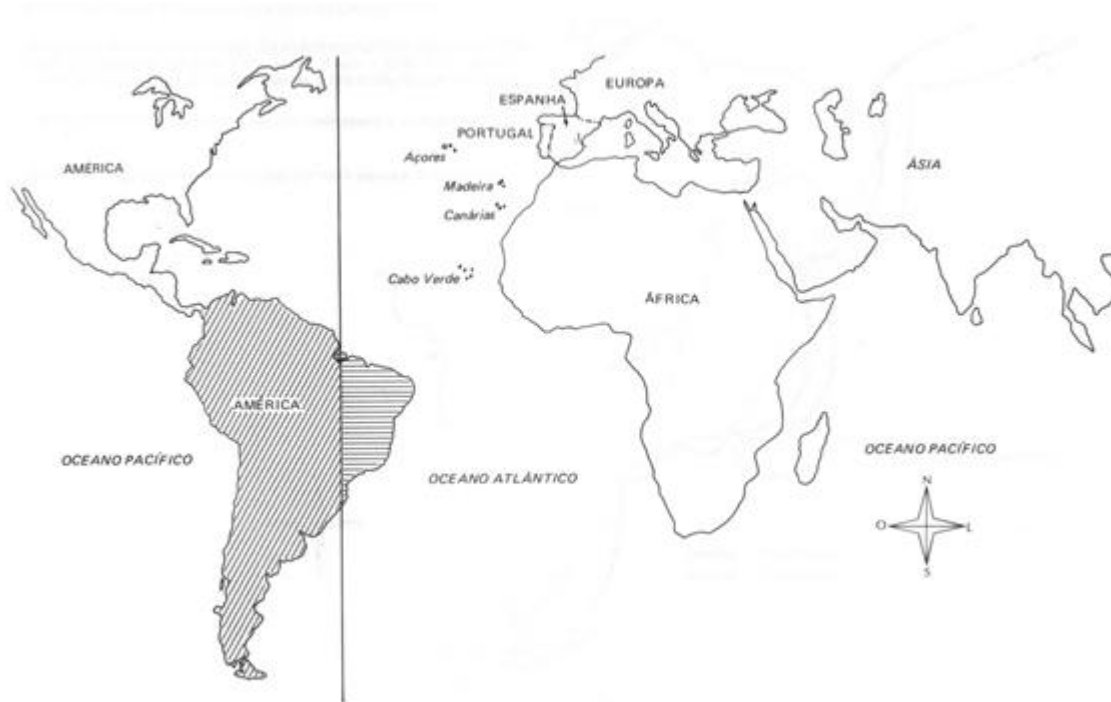 EUROPA
ESPANHA
PORTUGAL
Açores
AMÉRICA
ÁSIA
Madeira
Canárias
Cabo Verde
ÁFRICA
AMÉRICA
OCEANO PACÍFICO
OCEANO ATLÂNTICO
OCEANO PACÍFICO
N
O
L
S